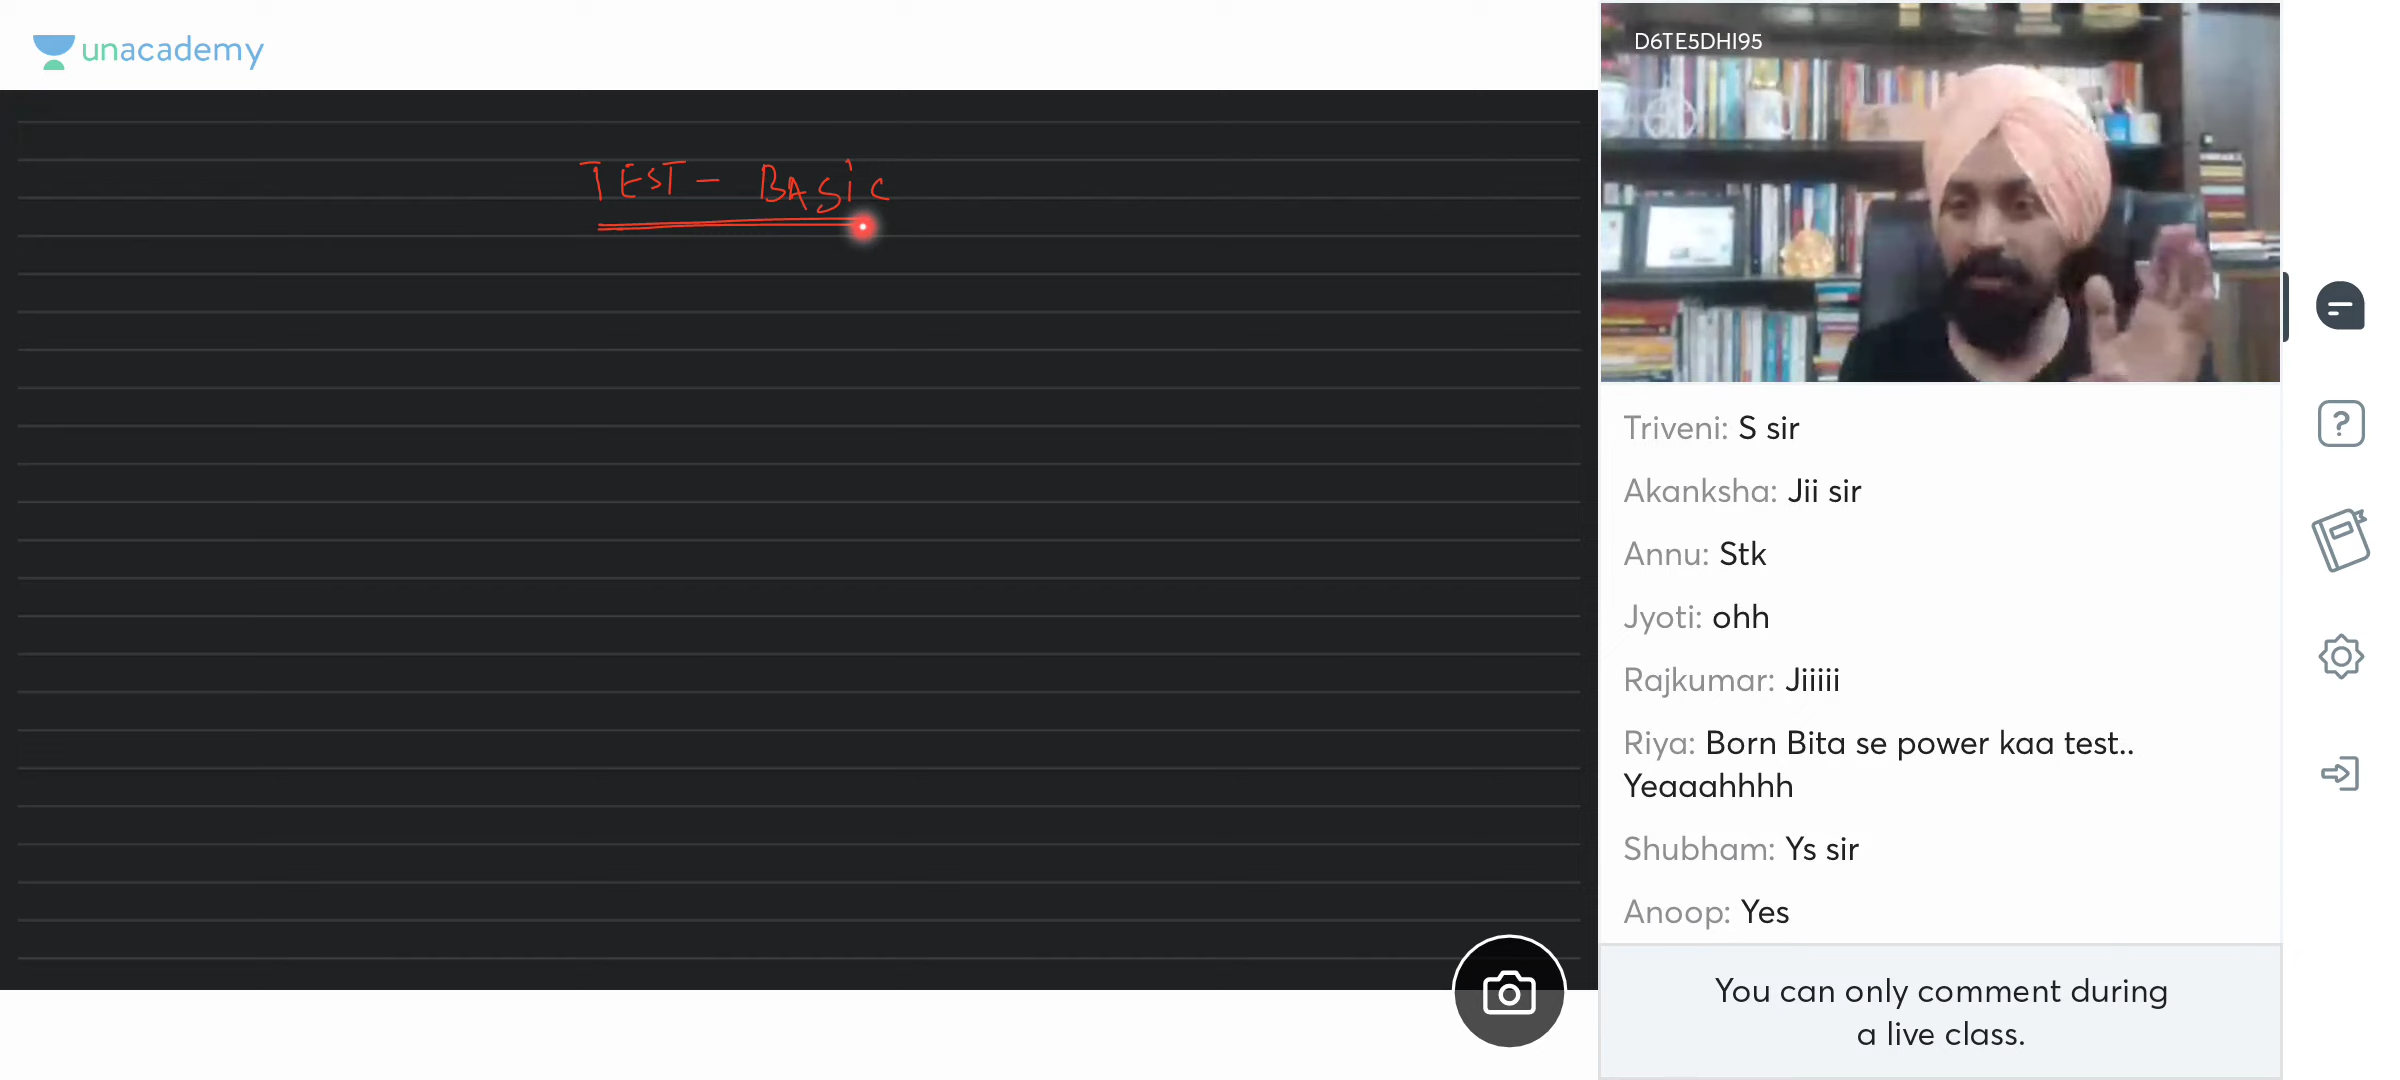 unacademy
TEST - BASiC
D6TE5DHI95
Triveni: S sir
Akanksha: Jii sir
Annu: Stk
Jyoti: ohh
Rajkumar: Jiiiii
Riya: Born Bita se power kaa test..
Yeaaahhhh
Shubham: Ys sir
Anoop: Yes
You can only comment during
a live class.